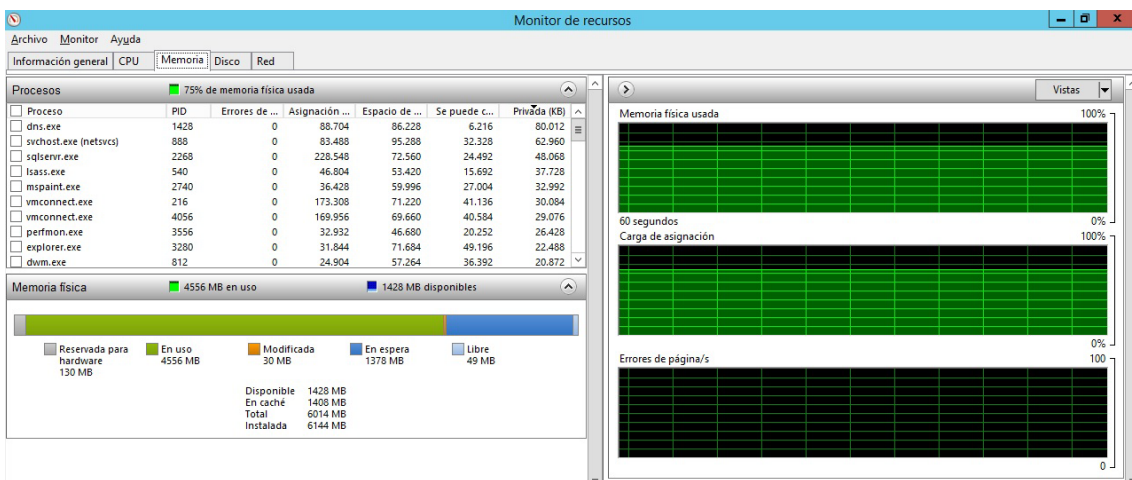 Monitor de recursos
Archivo Monitor Ayuda
Información general CPU Memoria Disco Red
Procesos 75% de memoria física usada
Proceso PID Errores de ... Asignación ... Espacio de ... Se puede c... Privada (KB)
dns.exe 1428 0 88.704 86.228 6.216 80.012
svchost.exe (netsvcs) 888 0 83.488 95.288 32.328 62.960
sqlservr.exe 2268 0 228.548 72.560 24.492 48.068
lsass.exe 540 0 46.804 53.420 15.692 37.728
mspaint.exe 2740 0 36.428 59.996 27.004 32.992
vmconnect.exe 216 0 173.308 71.220 41.136 30.084
vmconnect.exe 4056 0 169.956 69.660 40.584 29.076
perfmon.exe 3556 0 32.932 46.680 20.252 26.428
explorer.exe 3280 0 31.844 71.684 49.196 22.488
dwm.exe 812 0 24.904 57.264 36.392 20.872
Memoria física 4556 MB en uso 1428 MB disponibles
Reservada para hardware 130 MB
En uso 4556 MB
Modificada 30 MB
En espera 1378 MB
Libre 49 MB
Disponible 1428 MB
En caché 1408 MB
Total 6014 MB
Instalada 6144 MB
Vistas
Memoria física usada 100%
60 segundos 0%
Carga de asignación 100%
0%
Errores de página/s 100
0